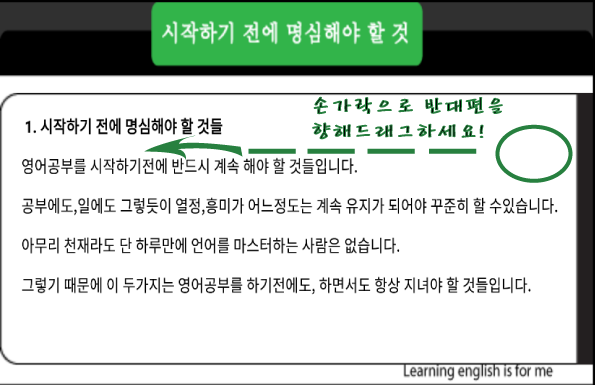 시작하기 전에 명심해야 할 것
손가락으로 반대편을
향해드래그하세요!
1. 시작하기 전에 명심해야 할 것들
영어공부를 시작하기전에 반드시 계속 해야 할 것들입니다.
공부에도,일에도 그렇듯이 열정,흥미가 어느정도는 계속 유지가 되어야 꾸준히 할 수있습니다.
아무리 천재라도 단 하루만에 언어를 마스터하는 사람은 없습니다.
그렇기 때문에 이 두가지는 영어공부를 하기전에도, 하면서도 항상 지녀야 할 것들입니다.
Learning english is for me